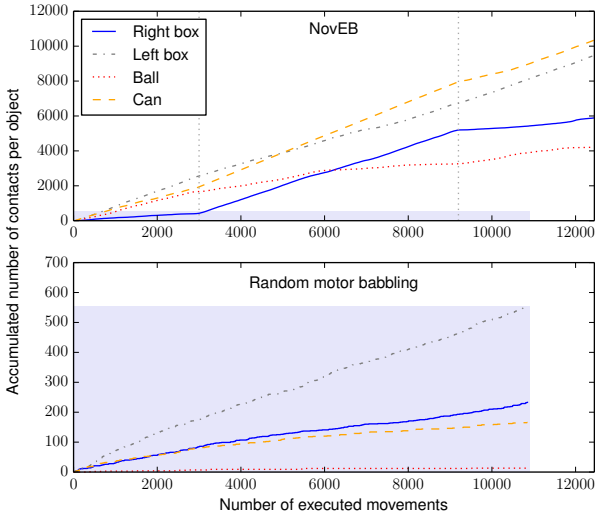 NovEB
Right box
Left box
Ball
Can
12000
10000
8000
6000
4000
2000
0
0 2000 4000 6000 8000 10000 12000
Accumulated number of contacts per object
Random motor babbling
700
600
500
400
300
200
100
0
0 2000 4000 6000 8000 10000 12000
Number of executed movements